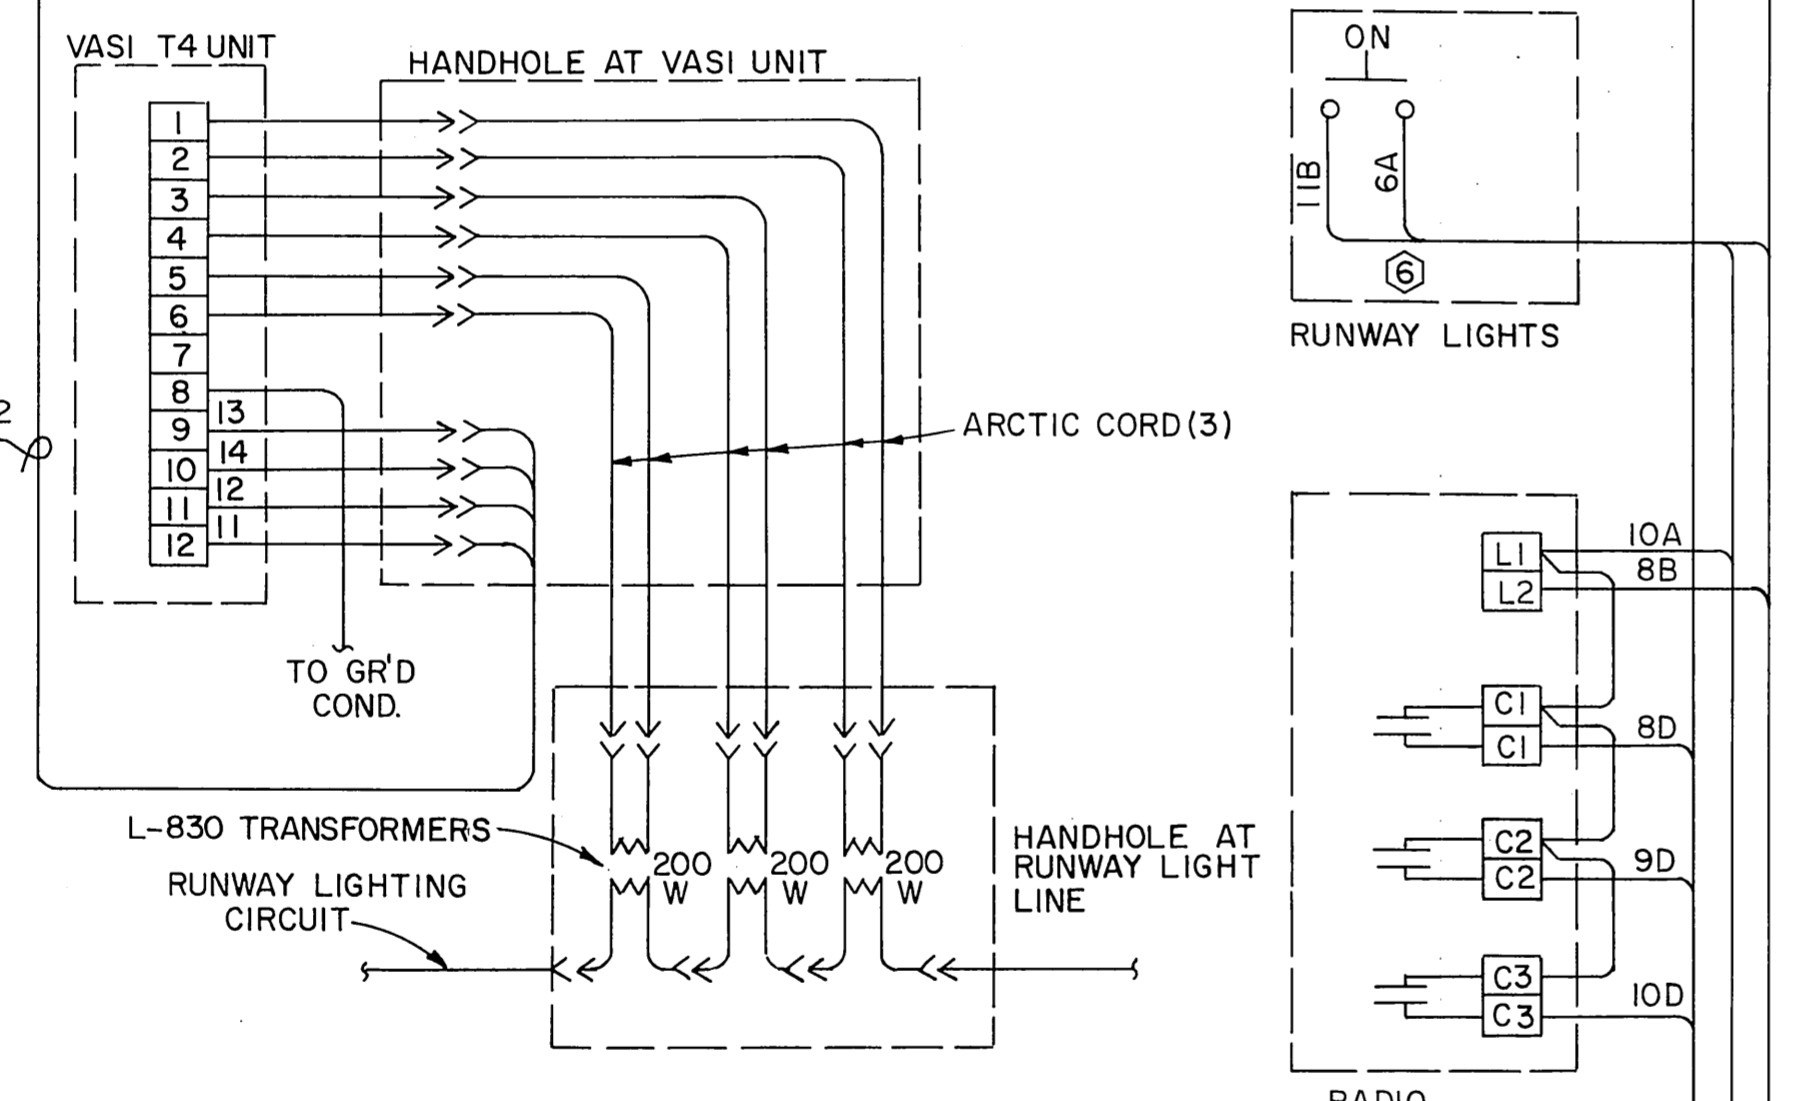 VASI T4 UNIT
1
2
3
4
5
6
7
8
9
10
11
12
13
14
12
11
TO GR'D
COND.
2
HANDHOLE AT VASI UNIT
ARCTIC CORD (3)
L-830 TRANSFORMERS
RUNWAY LIGHTING
CIRCUIT
200
W
200
W
200
W
HANDHOLE AT
RUNWAY LIGHT
LINE
ON
11B
6A
6
RUNWAY LIGHTS
L1
L2
10A
8B
C1
C1
8D
C2
C2
9D
C3
C3
10D
RADIO